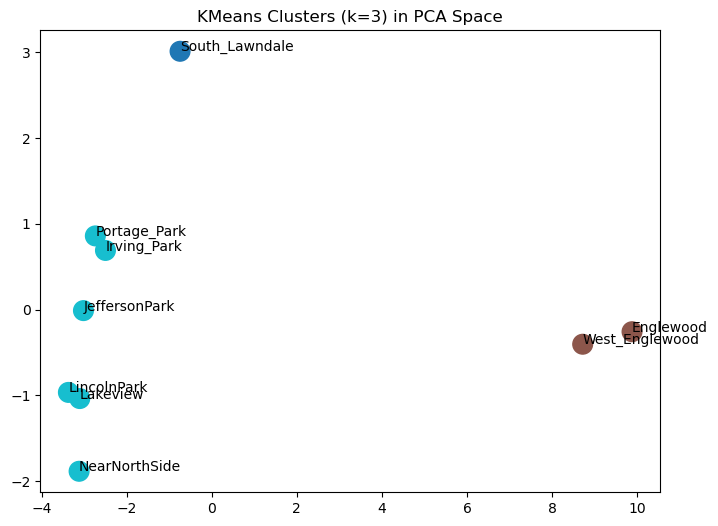 KMeans Clusters (k=3) in PCA Space
3
South_Lawndale
2
1
Portage_Park
Irving_Park
0
JeffersonPark
Englewood
West_Englewood
−1
LincolnPark
Lakeview
NearNorthSide
−2
−4 −2 0 2 4 6 8 10